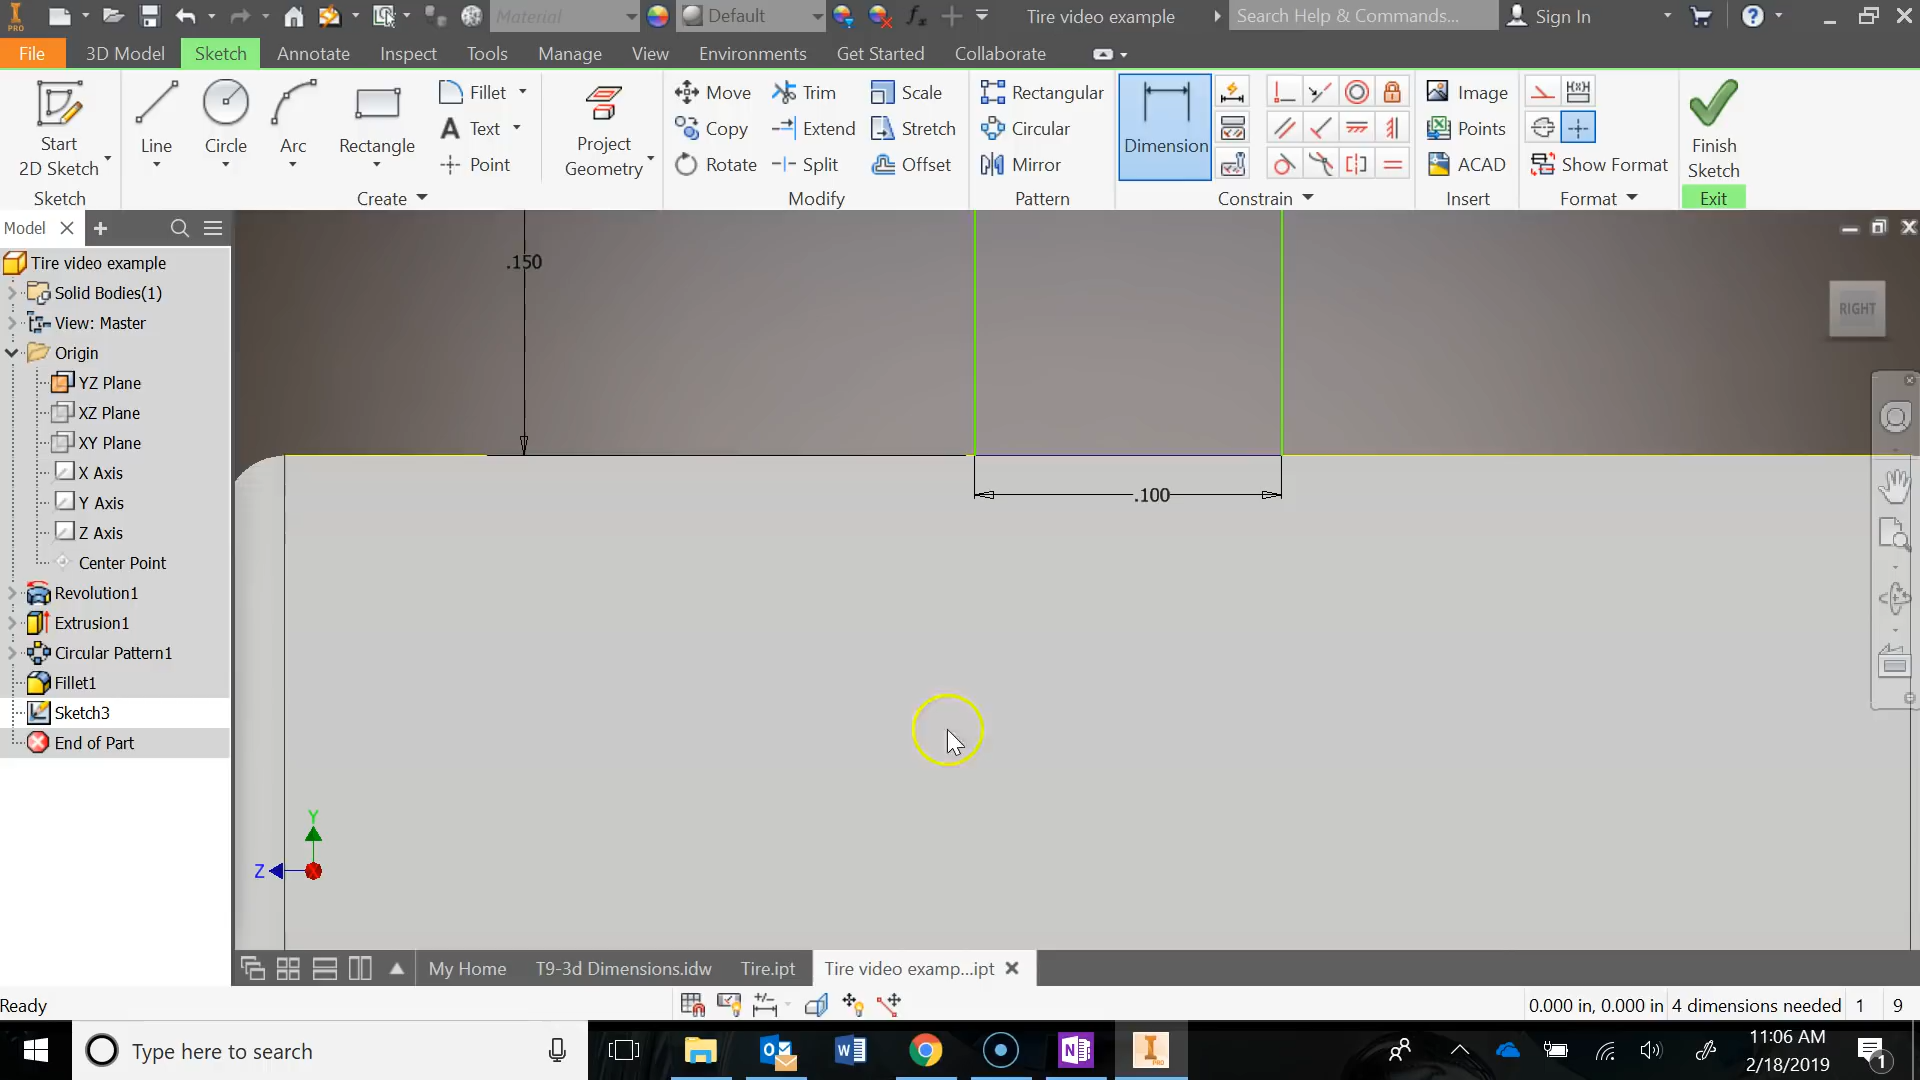 Material
Default
Tire video example
Search Help & Commands...
Sign In
PRO
File
3D Model
Sketch
Annotate
Inspect
Tools
Manage
View
Environments
Get Started
Collaborate
Start
2D Sketch
Line
Circle
Arc
Rectangle
Fillet
Text
Point
Project
Geometry
Move
Copy
Rotate
Trim
Extend
Split
Scale
Stretch
Offset
Rectangular
Circular
Mirror
Dimension
Image
Points
ACAD
Show Format
Finish
Sketch
Sketch
Create
Modify
Pattern
Constrain
Insert
Format
Exit
Model
Tire video example
Solid Bodies(1)
View: Master
Origin
YZ Plane
XZ Plane
XY Plane
X Axis
Y Axis
Z Axis
Center Point
Revolution1
Extrusion1
Circular Pattern1
Fillet1
Sketch3
End of Part
.150
.100
RIGHT
Y
Z
My Home
T9-3d Dimensions.idw
Tire.ipt
Tire video examp...ipt
Ready
0.000 in, 0.000 in
4 dimensions needed
1
9
Type here to search
11:06 AM
2/18/2019
1